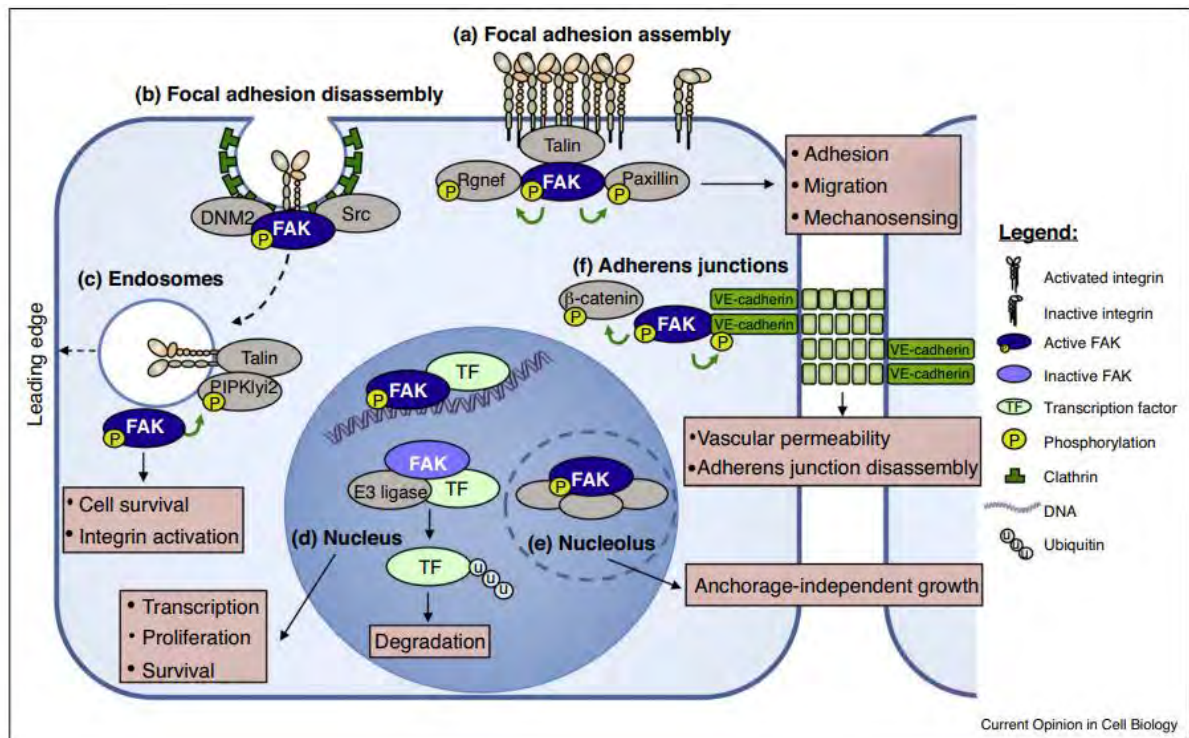 (a) Focal adhesion assembly
(b) Focal adhesion disassembly
Talin
Rgnef
P
FAK
P
Paxillin
P
• Adhesion
• Migration
• Mechanosensing
DNM2
FAK
P
Src
(c) Endosomes
Talin
PIPKIyi2
P
FAK
P
Leading edge
• Cell survival
• Integrin activation
(f) Adherens junctions
β-catenin
P
FAK
P
VE-cadherin
VE-cadherin
P
VE-cadherin
VE-cadherin
• Vascular permeability
•Adherens junction disassembly
TF
FAK
P
FAK
E3 ligase
TF
(d) Nucleus
TF
u
u
u
Degradation
FAK
P
(e) Nucleolus
Anchorage-independent growth
• Transcription
• Proliferation
• Survival
Legend:
Activated integrin
Inactive integrin
P
Active FAK
Inactive FAK
TF Transcription factor
P Phosphorylation
Clathrin
DNA
u
u
u
Ubiquitin
Current Opinion in Cell Biology